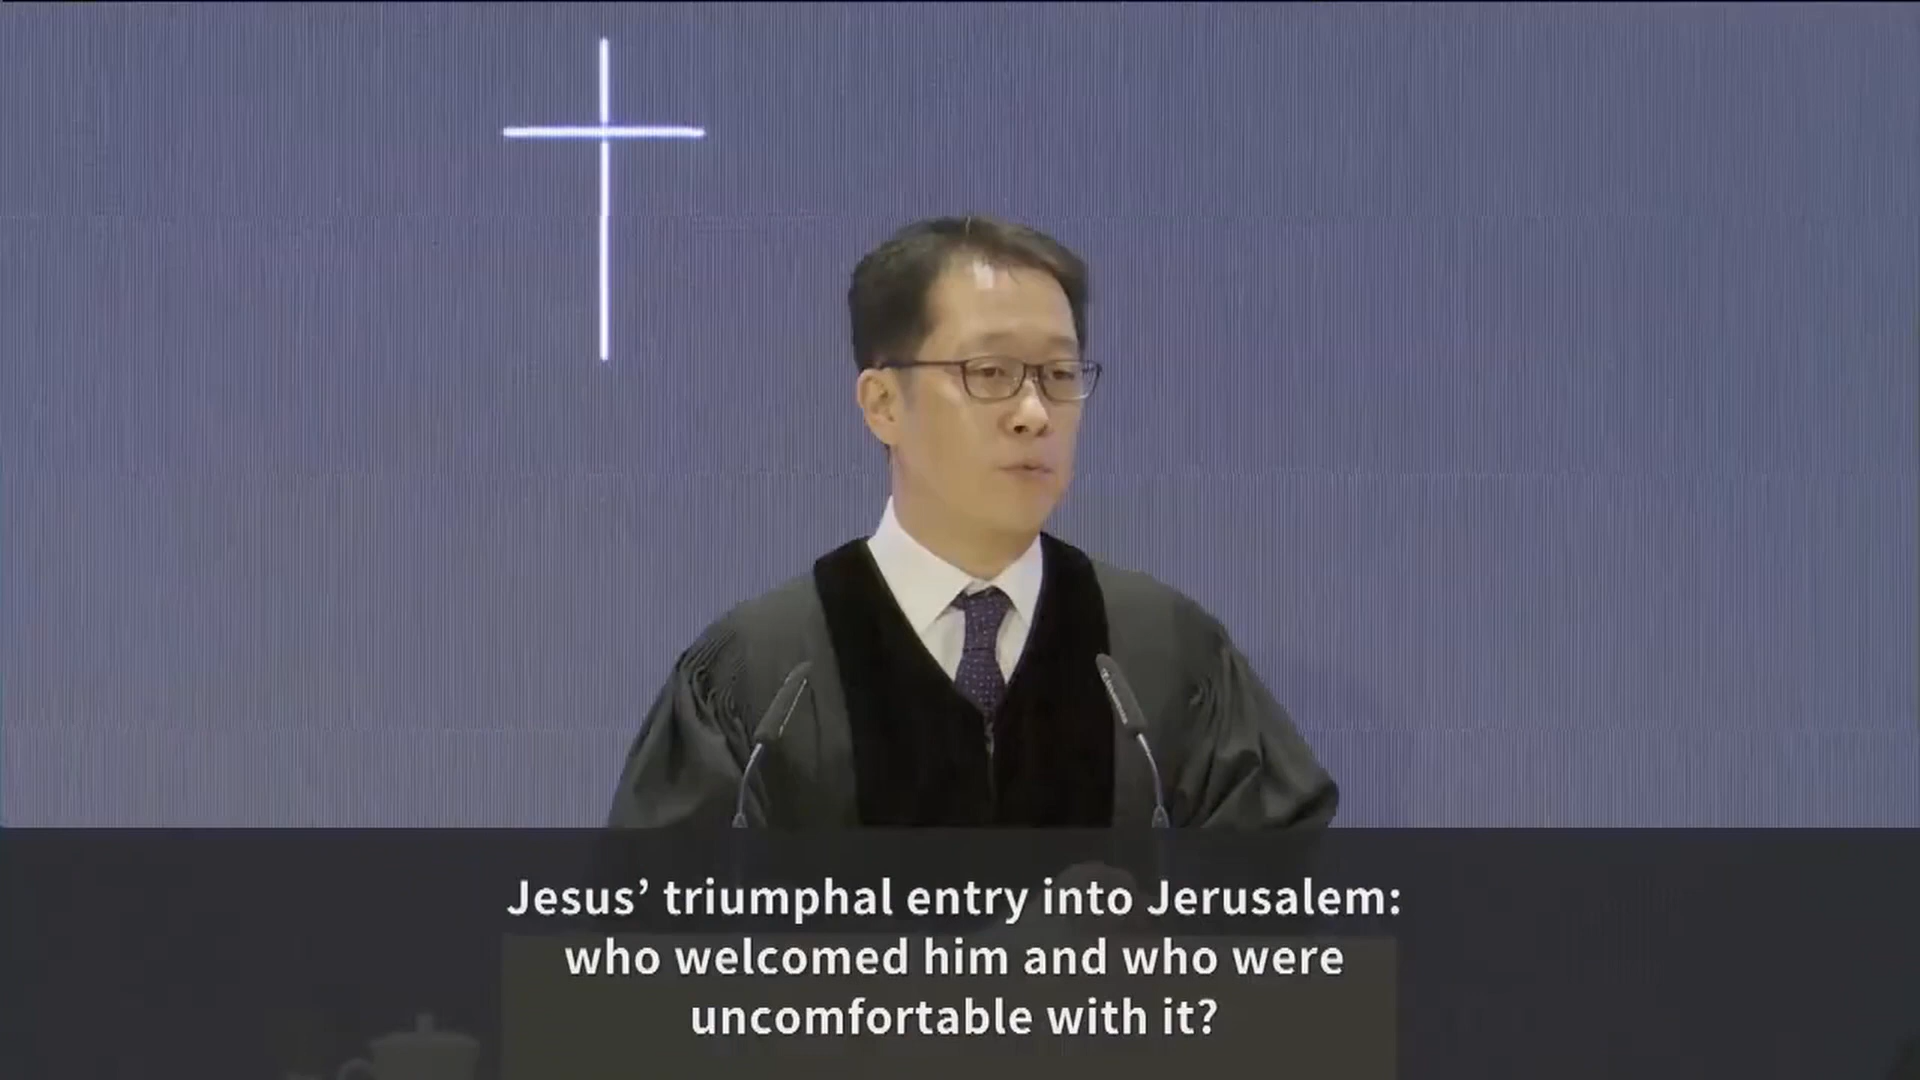 Jesus’ triumphal entry into Jerusalem:
who welcomed him and who were
uncomfortable with it?